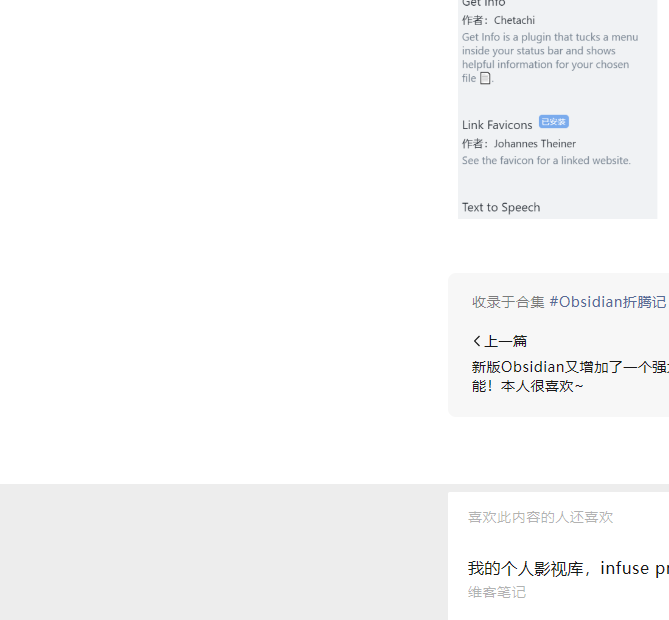 Get Info
作者：Chetachi
Get Info is a plugin that tucks a menu
inside your status bar and shows
helpful information for your chosen
file 📄.
Link Favicons 已安装
作者：Johannes Theiner
See the favicon for a linked website.
Text to Speech
收录于合集 #Obsidian折腾记
上一篇
新版Obsidian又增加了一个强
能！本人很喜欢~
喜欢此内容的人还喜欢
我的个人影视库，infuse
维客笔记